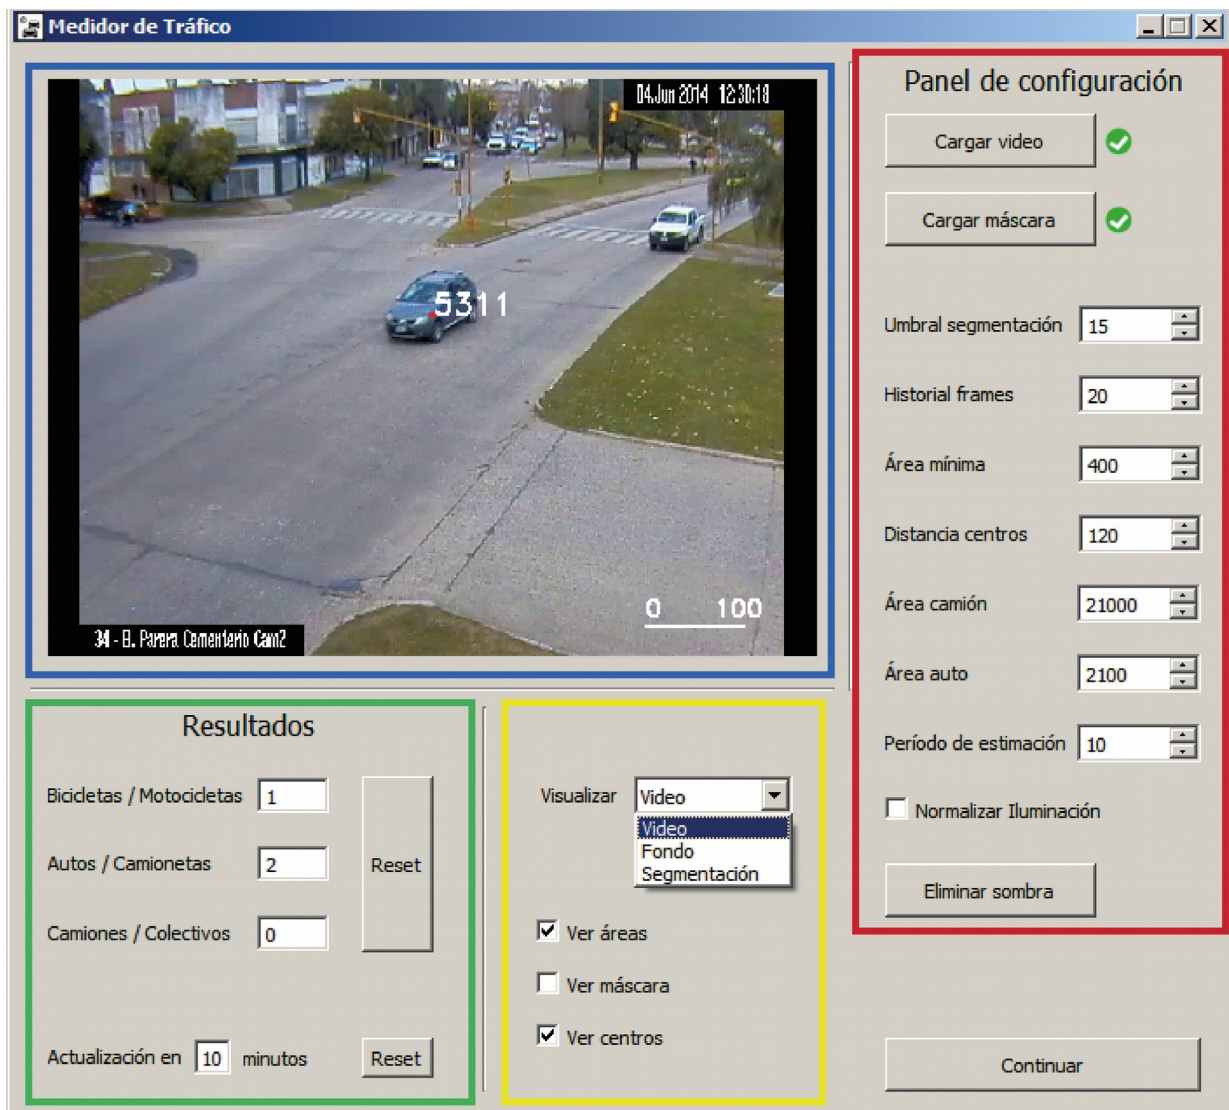 Medidor de Tráfico
04.Jun 2014 12:30:18
5311
0 100
34 - B. Parera Cementerio Cam2
Panel de configuración
Cargar video
Cargar máscara
Umbral segmentación 15
Historial frames 20
Área mínima 400
Distancia centros 120
Área camión 21000
Área auto 2100
Período de estimación 10
Normalizar Iluminación
Eliminar sombra
Resultados
Bicicletas / Motocicletas 1
Autos / Camionetas 2
Camiones / Colectivos 0
Reset
Actualización en 10 minutos Reset
Visualizar Video
Video
Fondo
Segmentación
Ver áreas
Ver máscara
Ver centros
Continuar